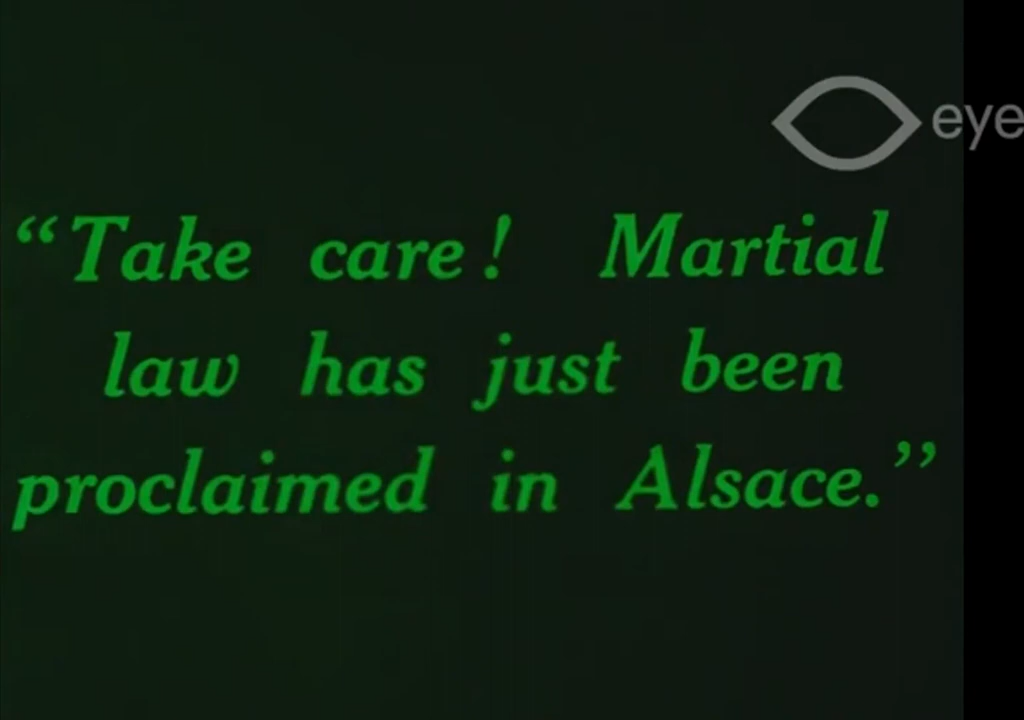 eye
“Take care! Martial
law has just been
proclaimed in Alsace.”